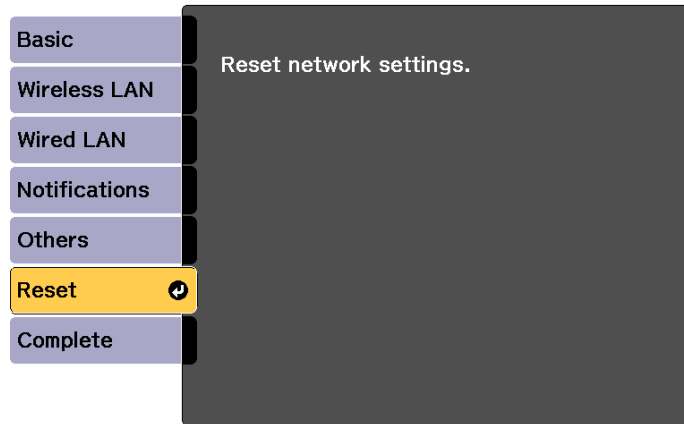 Basic
Wireless LAN
Wired LAN
Notifications
Others
Reset
Complete
Reset network settings.